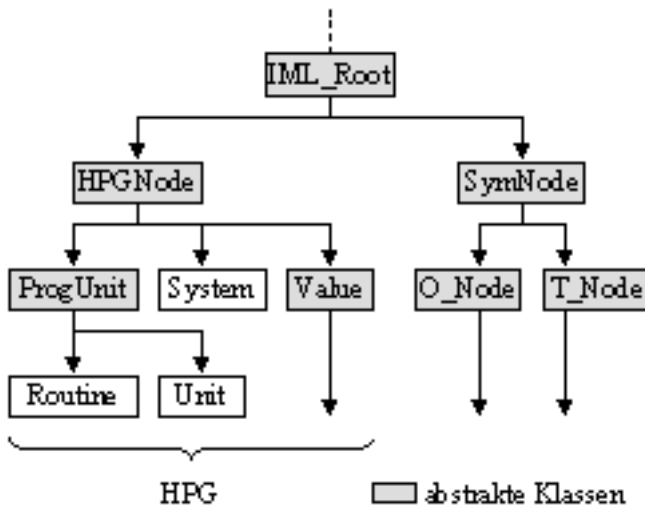 IML_Root
HPGNode SymNode
ProgUnit System Value O_Node T_Node
Routine Unit
HPG abstrakte Klassen